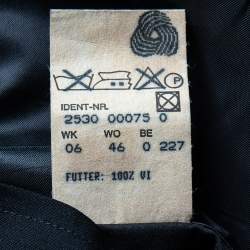 P
IDENT-NR.
2530 00075 0
WK WO BE
06 46 0 227
FUTTER: 100% VI